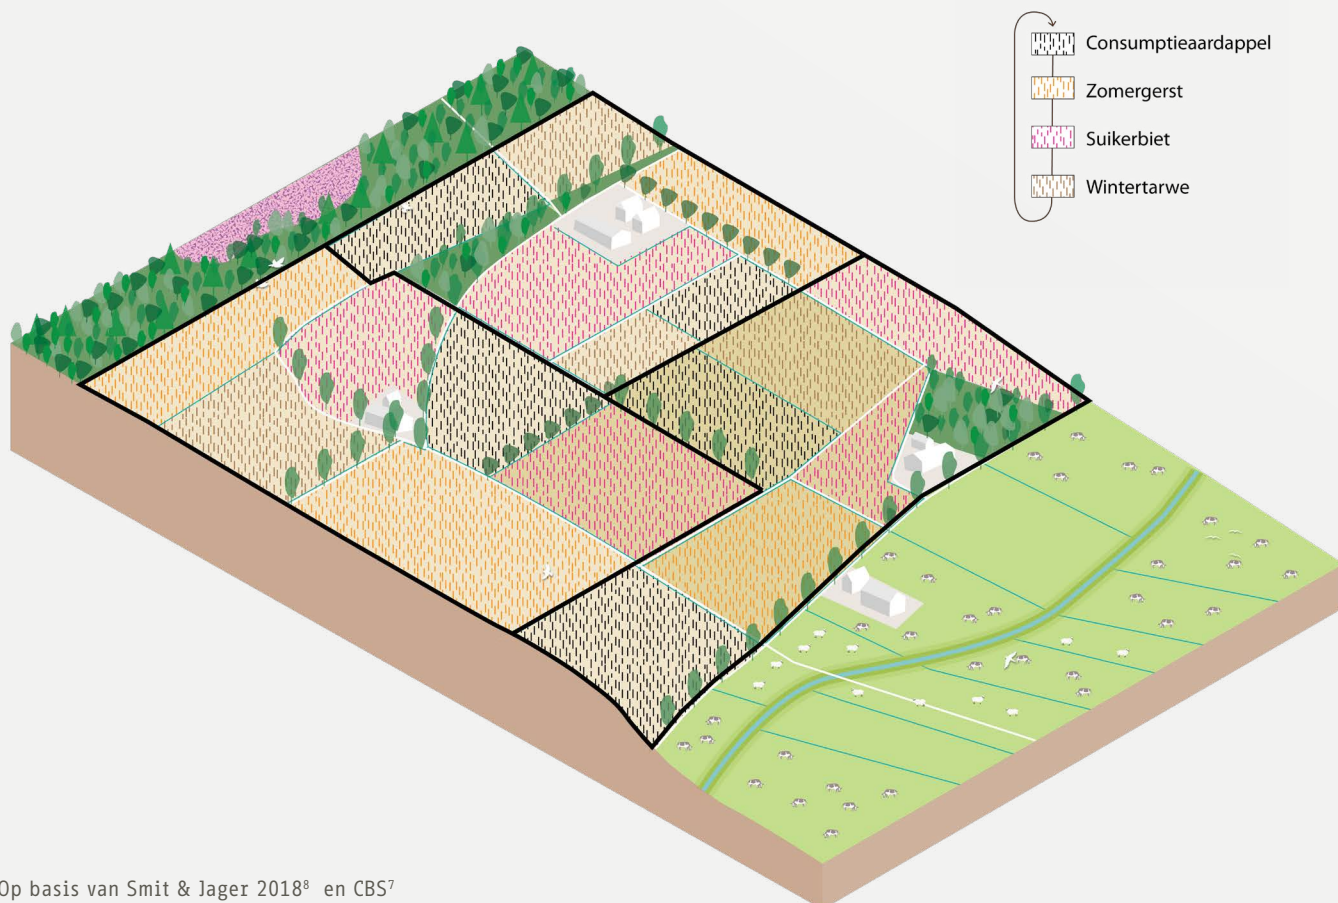 Consumptieaardappel
Zomergerst
Suikerbiet
Wintertarwe
Op basis van Smit & Jager 2018⁸ en CBS⁷